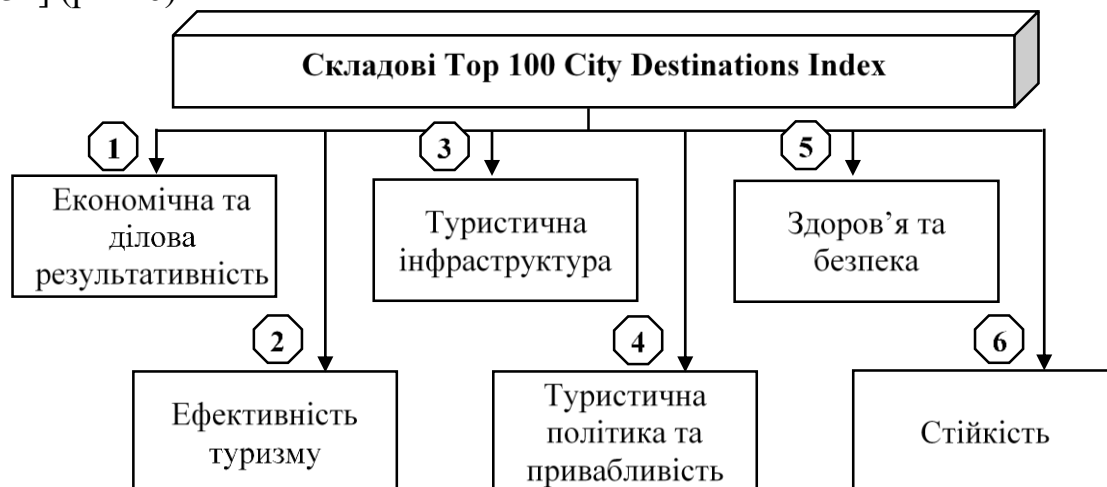 Складові Top 100 City Destinations Index
1
Економічна та
ділова
результативність
2
Ефективність
туризму
3
Туристична
інфраструктура
4
Туристична
політика та
привабливість
5
Здоров’я та
безпека
6
Стійкість